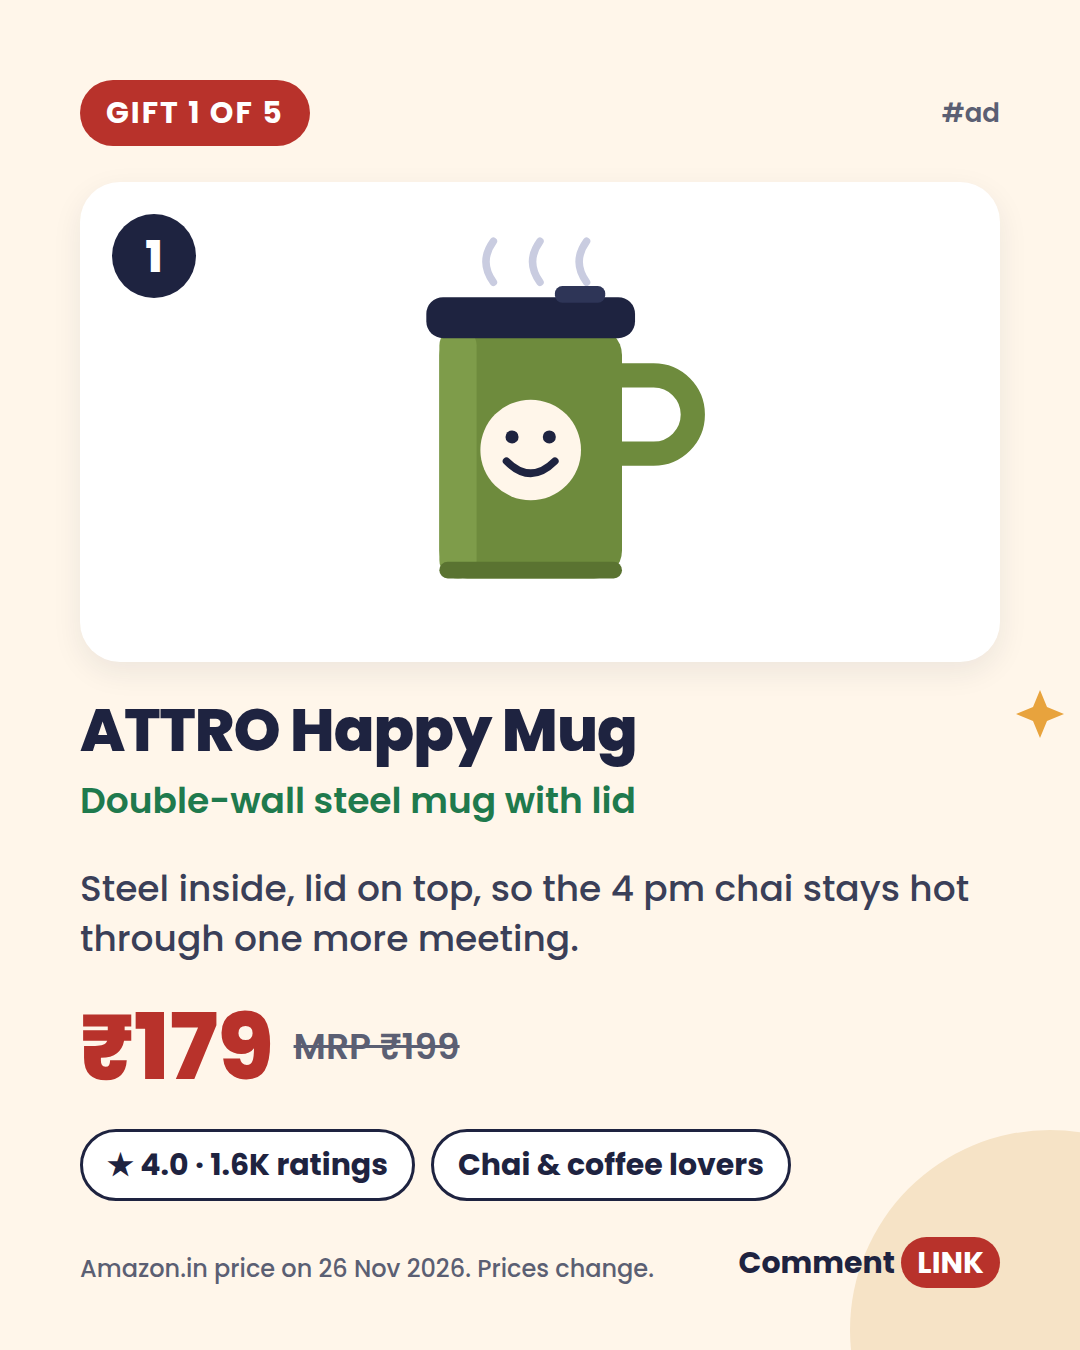 GIFT 1 OF 5
#ad
1
ATTRO Happy Mug
Double-wall steel mug with lid
Steel inside, lid on top, so the 4 pm chai stays hot
through one more meeting.
₹179 MRP ₹199
★ 4.0 · 1.6K ratings
Chai & coffee lovers
Amazon.in price on 26 Nov 2026. Prices change.
Comment LINK